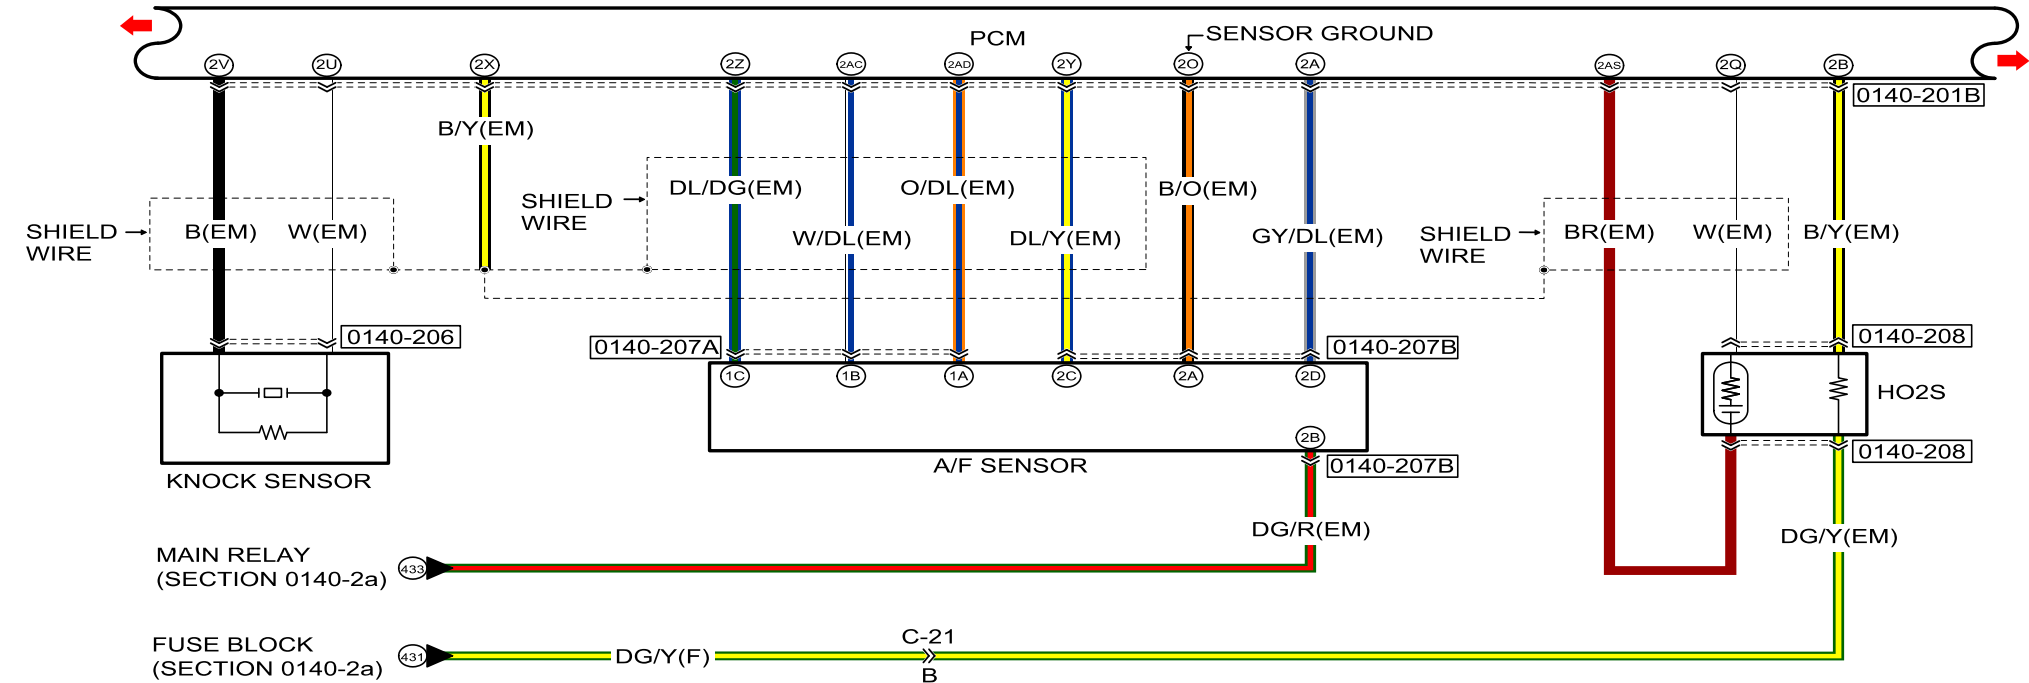 PCM
SENSOR GROUND
2V
2U
2X
2Z
2AC
2AD
2Y
2O
2A
2AS
2Q
2B
0140-201B
B/Y(EM)
SHIELD
WIRE
B(EM)
W(EM)
SHIELD
WIRE
DL/DG(EM)
W/DL(EM)
O/DL(EM)
DL/Y(EM)
B/O(EM)
GY/DL(EM)
SHIELD
WIRE
BR(EM)
W(EM)
B/Y(EM)
0140-206
0140-207A
0140-207B
0140-208
1C
1B
1A
2C
2A
2D
HO2S
2B
KNOCK SENSOR
A/F SENSOR
0140-207B
0140-208
DG/R(EM)
DG/Y(EM)
MAIN RELAY
(SECTION 0140-2a)
433
FUSE BLOCK
(SECTION 0140-2a)
431
DG/Y(F)
C-21
B